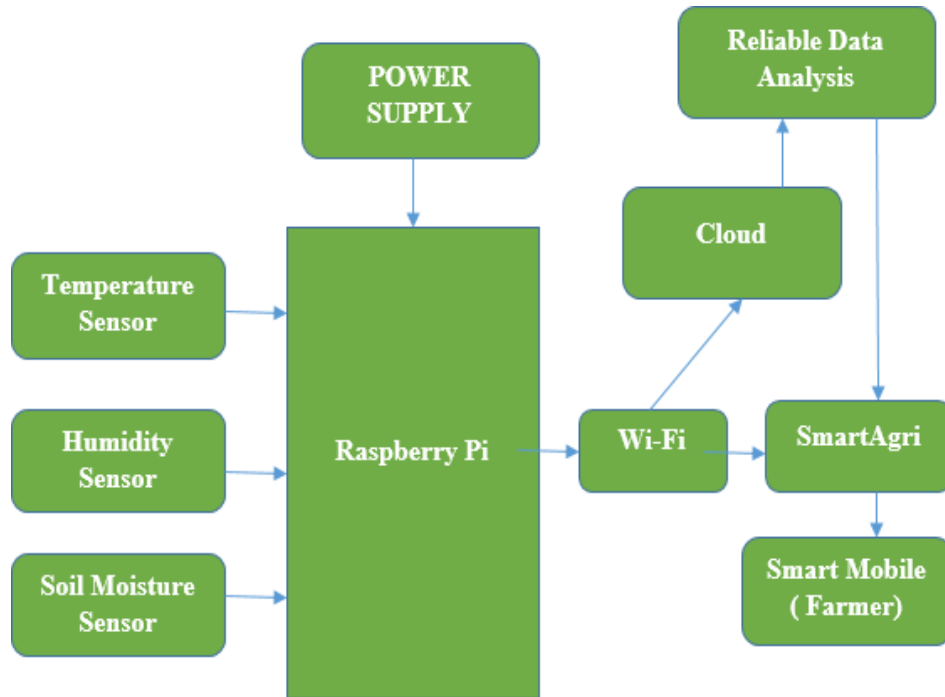 POWER
SUPPLY
Reliable Data
Analysis
Cloud
Temperature
Sensor
Humidity
Sensor
Soil Moisture
Sensor
Raspberry Pi
Wi-Fi
SmartAgri
Smart Mobile
( Farmer)